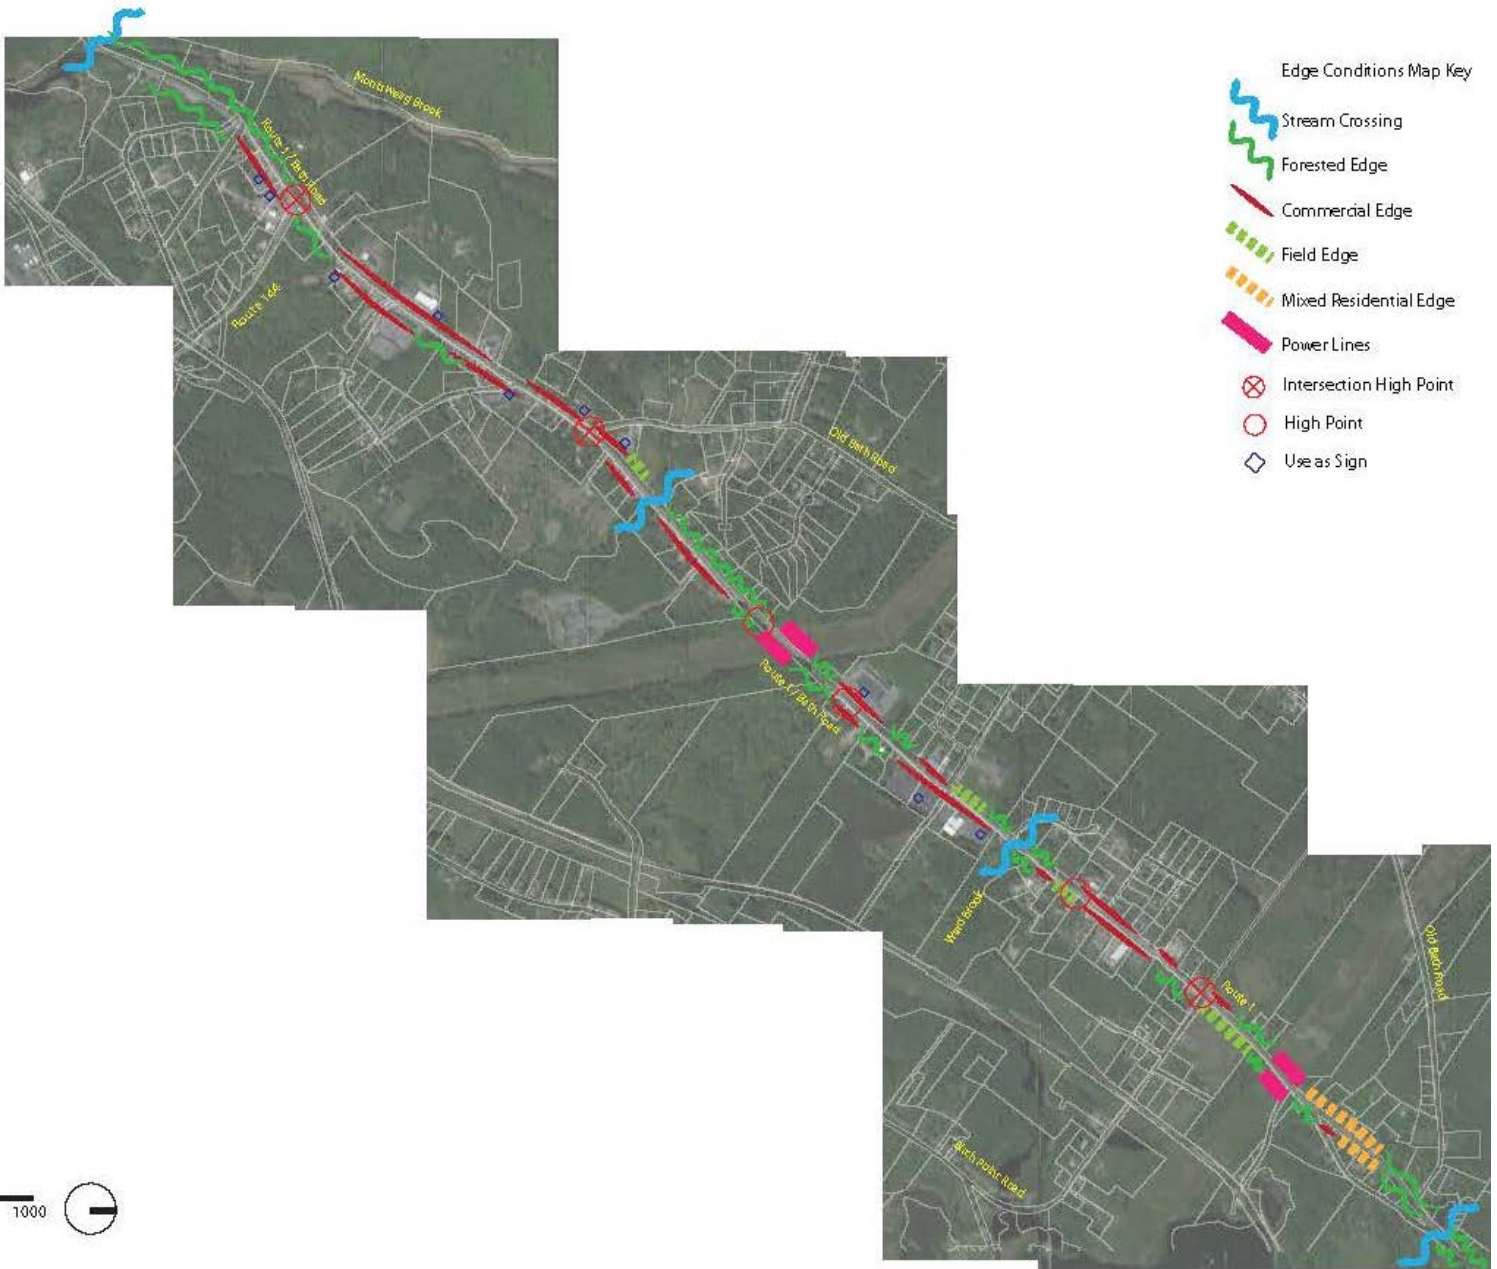 Edge Conditions Map Key
Stream Crossing
Forested Edge
Commercial Edge
Field Edge
Mixed Residential Edge
Power Lines
Intersection High Point
High Point
Use as Sign
Montsweag Brook
Route 1 / Bath Road
Route 144
Old Bath Road
Route 1 / Bath Road
Ward Brook
Route 1
Old Bath Road
Birch Point Road
1000